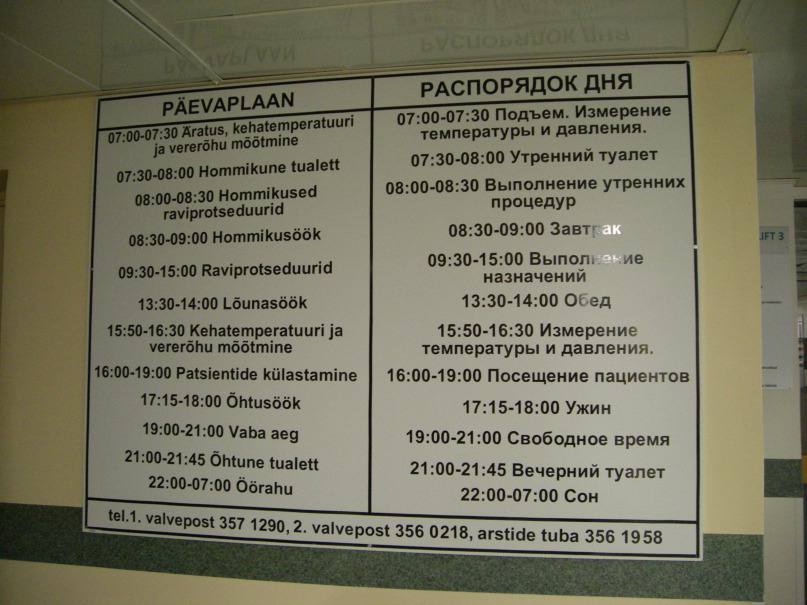 PÄEVAPLAAN
07:00-07:30 Äratus, kehatemperatuuri
ja vererõhu mõõtmine
07:30-08:00 Hommikune tualett
08:00-08:30 Hommikused
raviprotseduurid
08:30-09:00 Hommikusöök
09:30-15:00 Raviprotseduurid
13:30-14:00 Lõunasöök
15:50-16:30 Kehatemperatuuri ja
vererõhu mõõtmine
16:00-19:00 Patsientide külastamine
17:15-18:00 Õhtusöök
19:00-21:00 Vaba aeg
21:00-21:45 Õhtune tualett
22:00-07:00 Öörahu
РАСПОРЯДОК ДНЯ
07:00-07:30 Подъем. Измерение
температуры и давления.
07:30-08:00 Утренний туалет
08:00-08:30 Выполнение утренних
процедур
08:30-09:00 Завтрак
09:30-15:00 Выполнение
назначений
13:30-14:00 Обед
15:50-16:30 Измерение
температуры и давления.
16:00-19:00 Посещение пациентов
17:15-18:00 Ужин
19:00-21:00 Свободное время
21:00-21:45 Вечерний туалет
22:00-07:00 Сон
tel.1. valvepost 357 1290, 2. valvepost 356 0218, arstide tuba 356 1958
LIFT 3